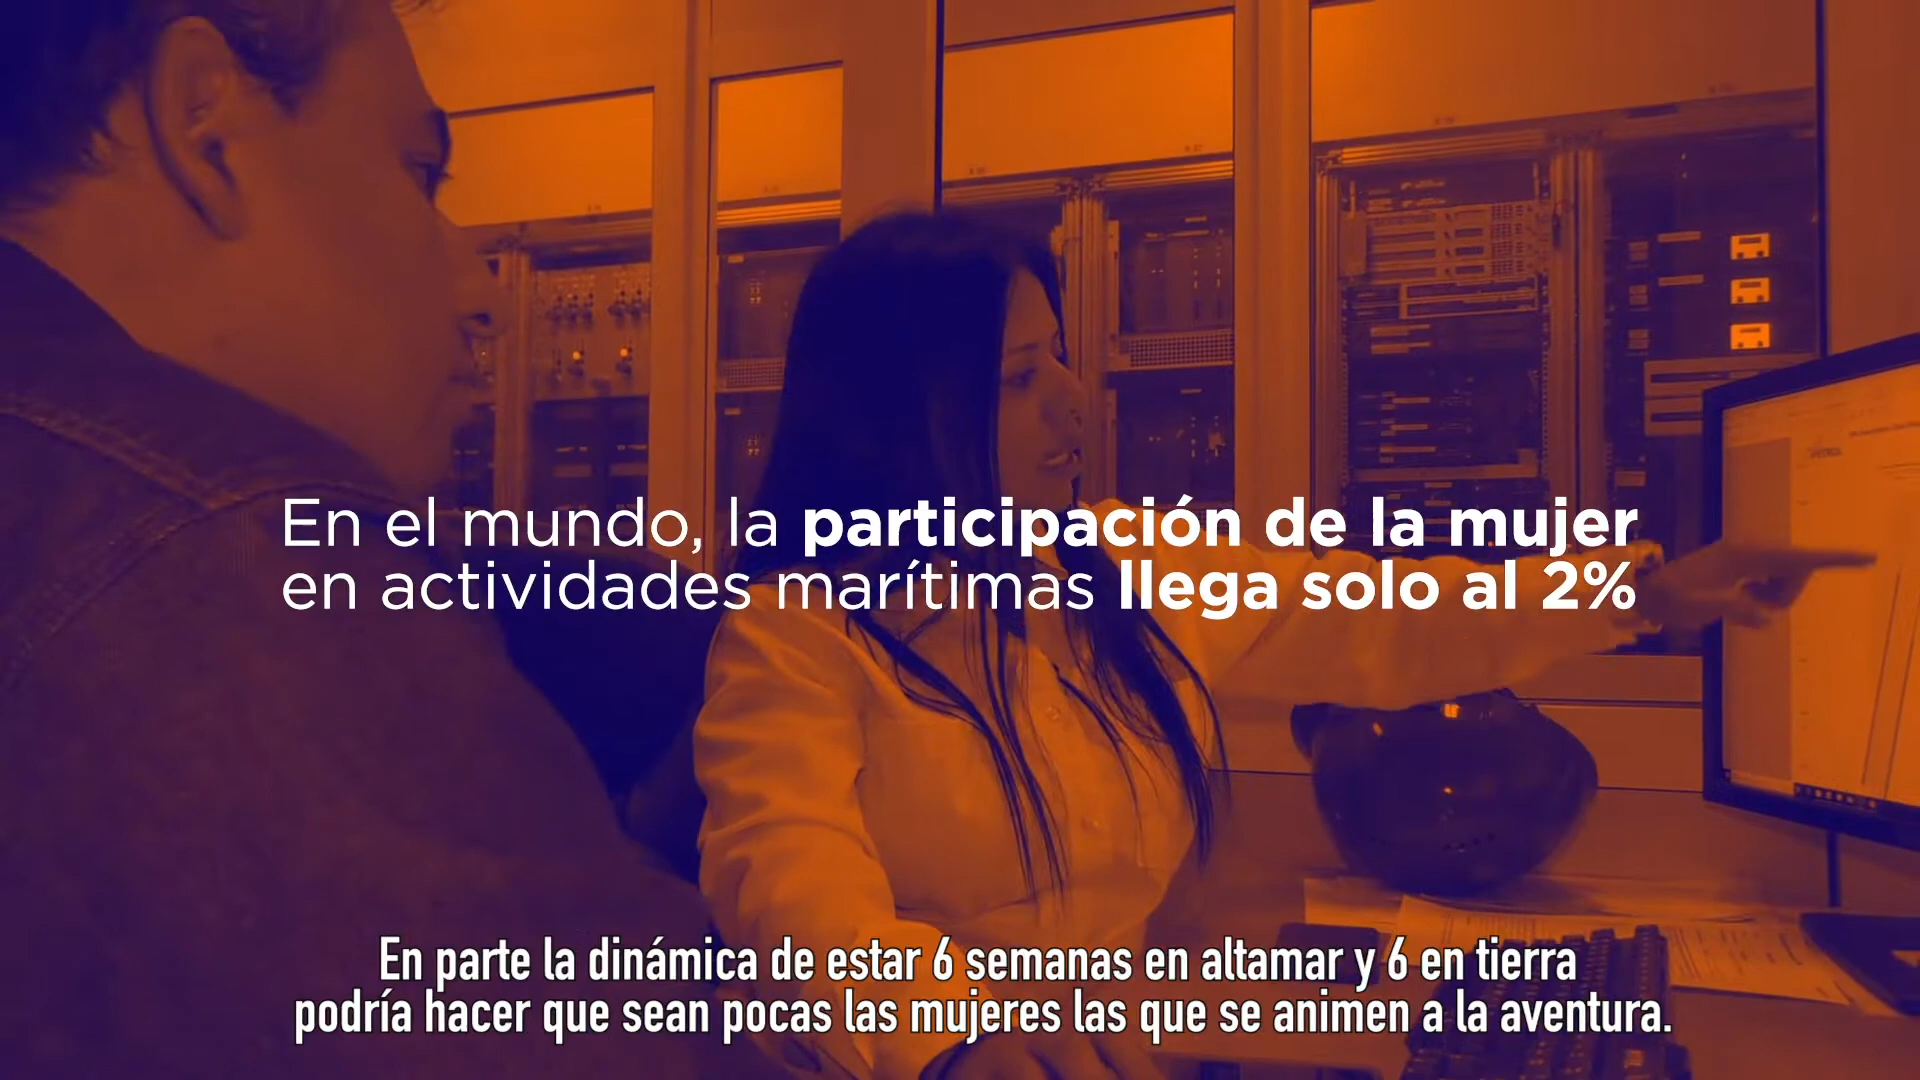 En el mundo, la participación de la mujer
en actividades marítimas llega solo al 2%
En parte la dinámica de estar 6 semanas en altamar y 6 en tierra
podría hacer que sean pocas las mujeres las que se animen a la aventura.